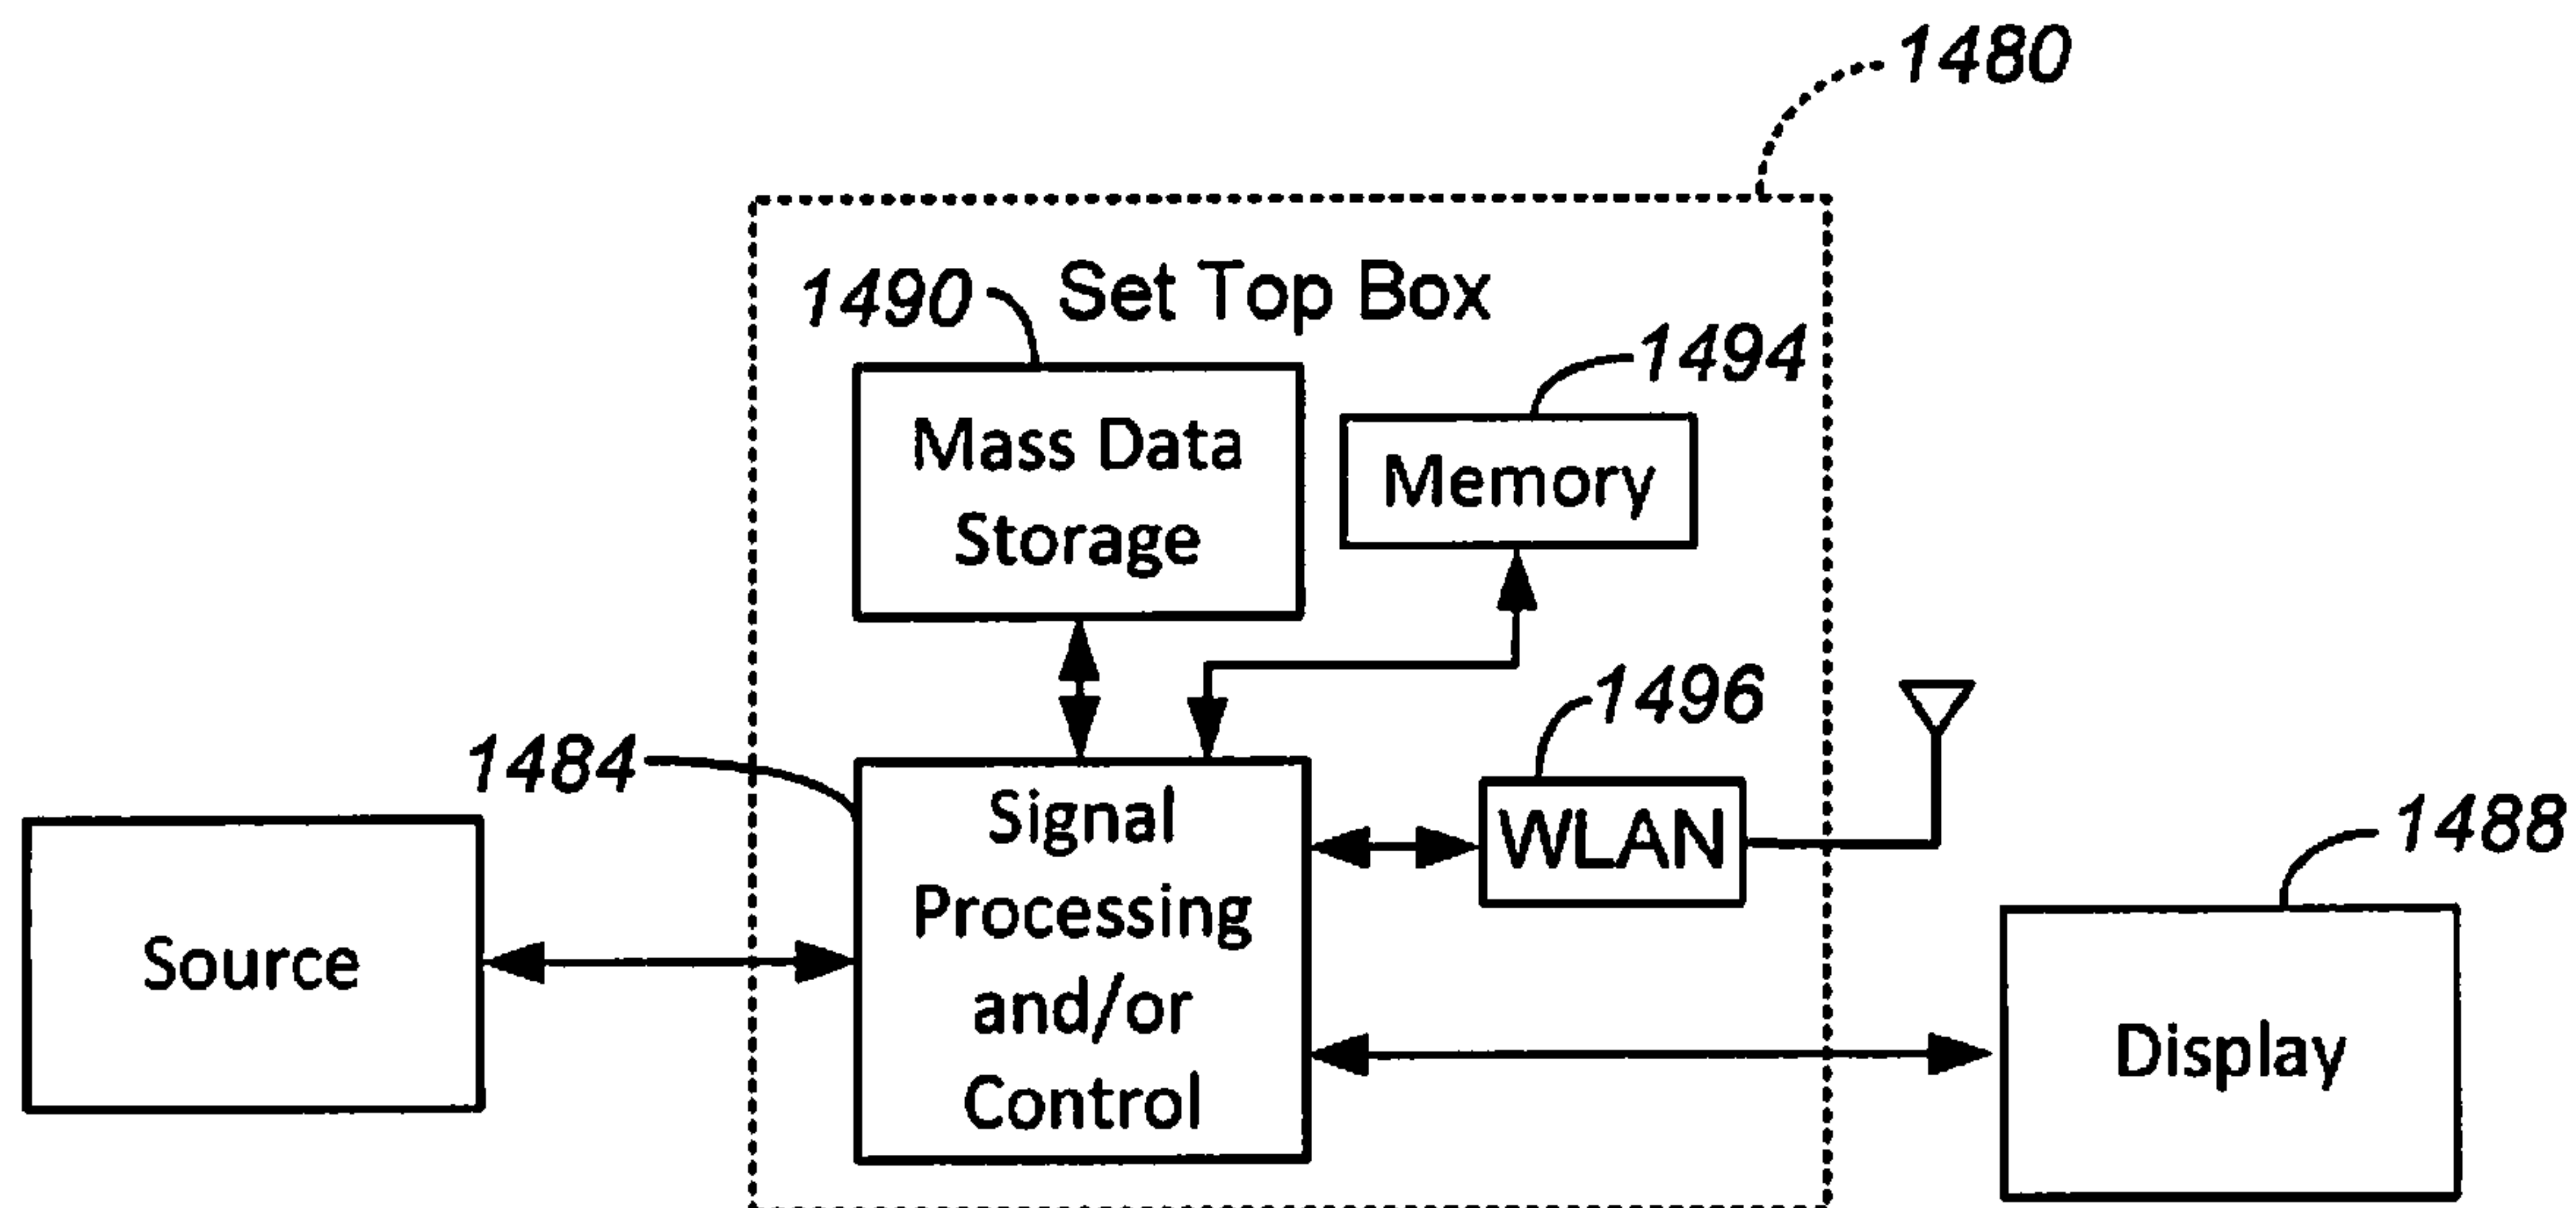 1480
Set Top Box
1490
1494
Mass Data
Storage
Memory
1496
1484
Signal
Processing
and/or
Control
WLAN
1488
Source
Display